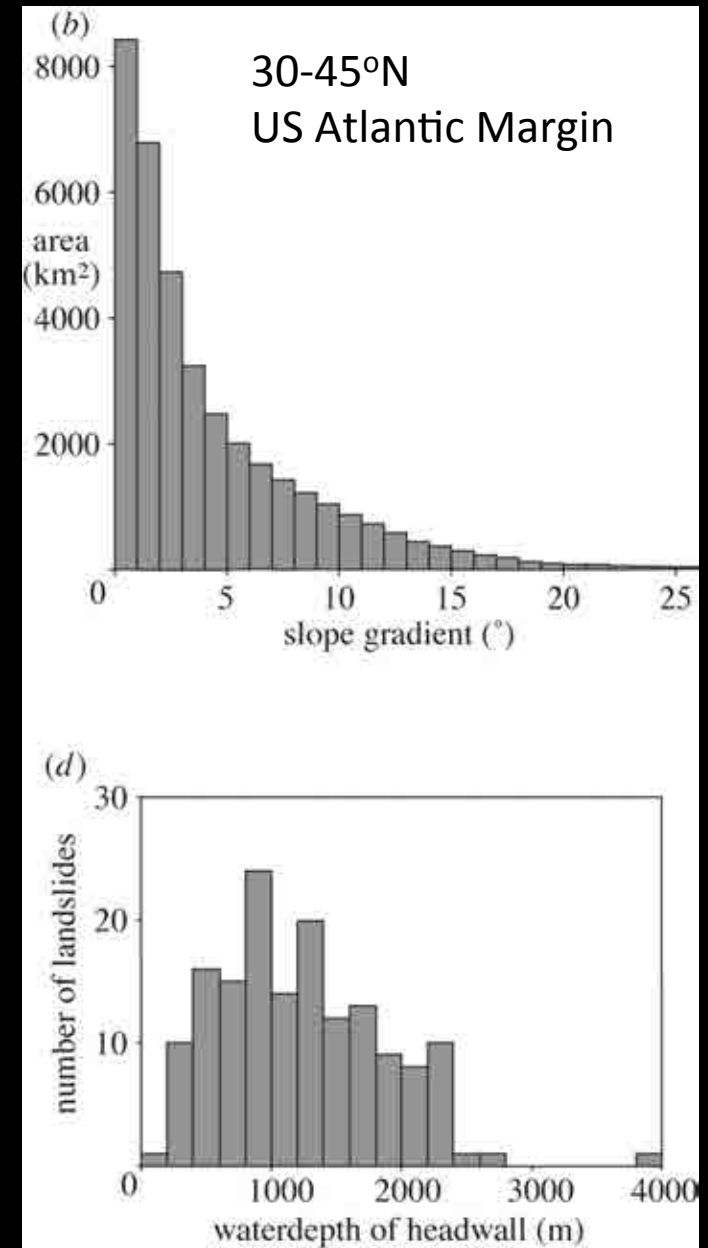 (b)
30-45ºN
US Atlantic Margin
8000
6000
area
(km²)
4000
2000
0 5 10 15 20 25
slope gradient (˚)
(d)
30
20
10
number of landslides
0 1000 2000 3000 4000
waterdepth of headwall (m)